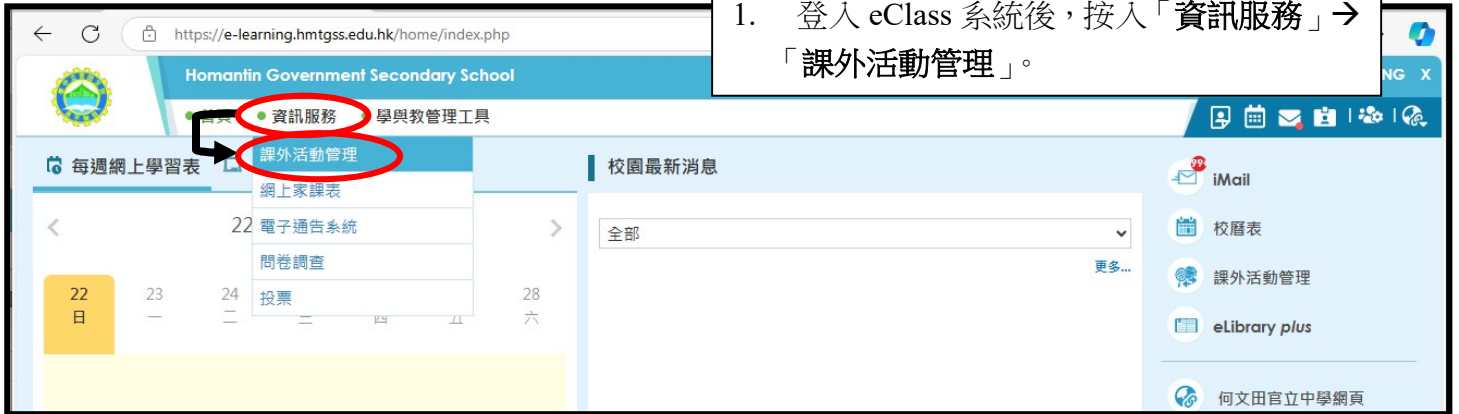 1. 登入 eClass 系統後，按入「資訊服務」→
「課外活動管理」。
https://e-learning.hmtgss.edu.hk/home/index.php
Homantin Government Secondary School
NG X
資訊服務
學與教管理工具
課外活動管理
網上家課表
電子通告系統
問卷調查
投票
每週網上學習表
22
22
日
23
一
24
二
三
四
五
28
六
校園最新消息
全部
更多...
99
iMail
校曆表
課外活動管理
eLibrary plus
何文田官立中學網頁